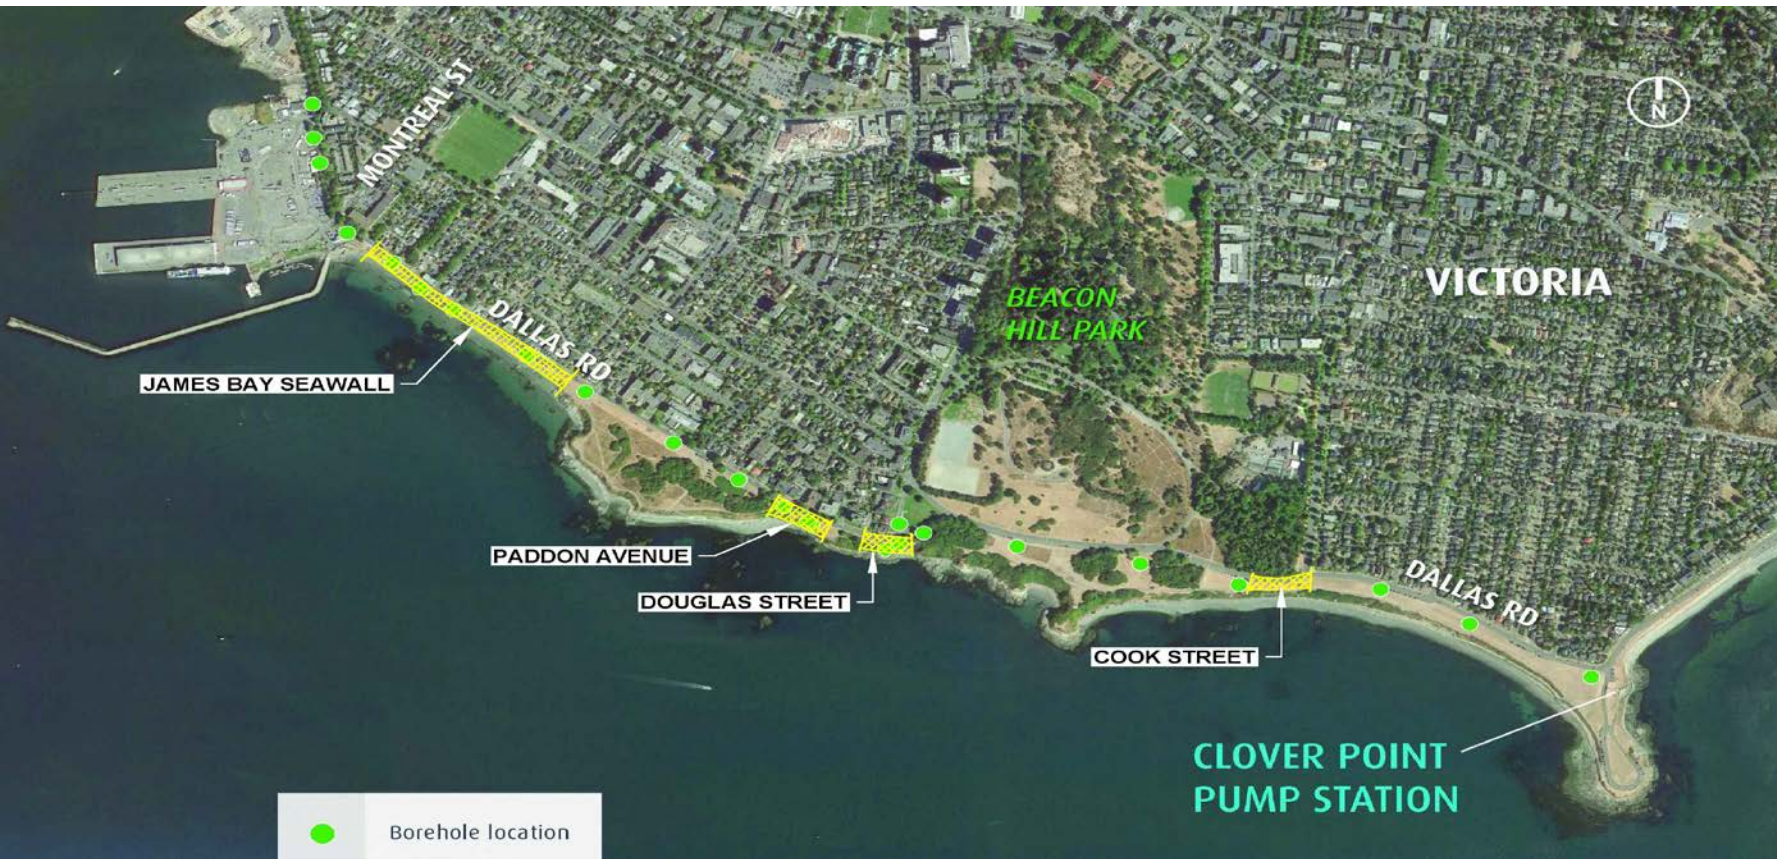 MONTREAL ST
N
VICTORIA
BEACON
HILL PARK
DALLAS RD
JAMES BAY SEAWALL
PADDON AVENUE
DOUGLAS STREET
DALLAS RD
COOK STREET
CLOVER POINT
PUMP STATION
Borehole location